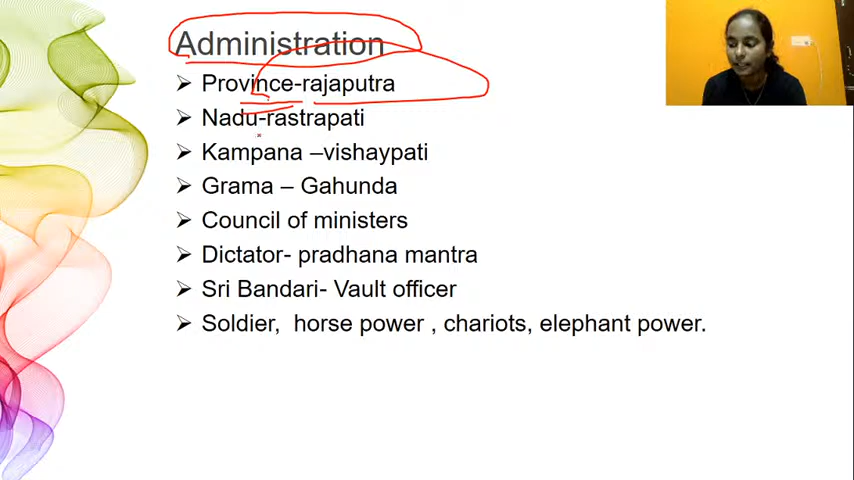 Administration
Province-rajaputra
Nadu-rastrapati
Kampana –vishaypati
Grama – Gahunda
Council of ministers
Dictator- pradhana mantra
Sri Bandari- Vault officer
Soldier, horse power , chariots, elephant power.